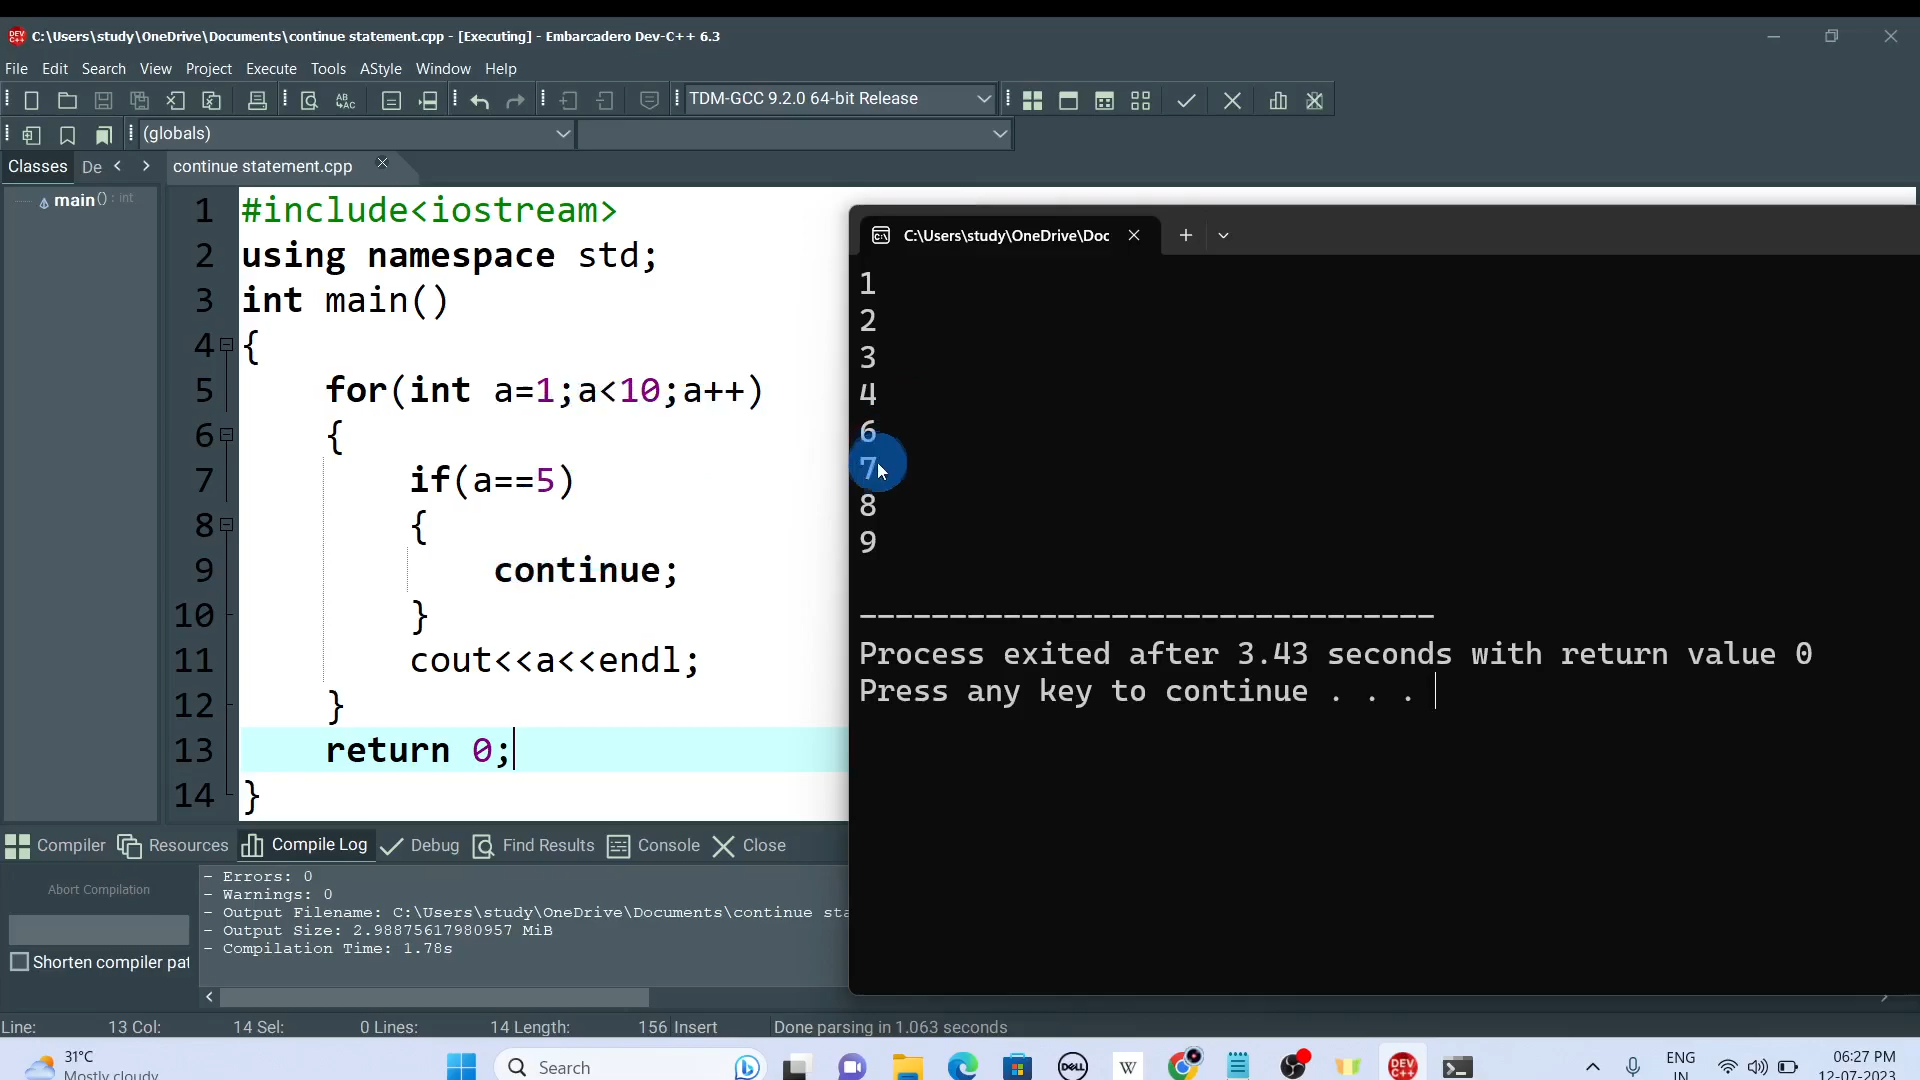 C:\Users\study\OneDrive\Documents\continue statement.cpp - [Executing] - Embarcadero Dev-C++ 6.3
File Edit Search View Project Execute Tools AStyle Window Help
TDM-GCC 9.2.0 64-bit Release
(globals)
Classes De continue statement.cpp
main() : int
1 #include<iostream>
2 using namespace std;
3 int main()
4 {
5 for(int a=1;a<10;a++)
6 {
7 if(a==5)
8 {
9 continue;
10 }
11 cout<<a<<endl;
12 }
13 return 0;
14 }
C:\Users\study\OneDrive\Doc
1
2
3
4
6
7
8
9
--------------------------------
Process exited after 3.43 seconds with return value 0
Press any key to continue . . .
Compiler Resources Compile Log Debug Find Results Console Close
Abort Compilation
Shorten compiler pat
- Errors: 0
- Warnings: 0
- Output Filename: C:\Users\study\OneDrive\Documents\continue sta
- Output Size: 2.98875617980957 MiB
- Compilation Time: 1.78s
Line: 13 Col: 14 Sel: 0 Lines: 14 Length: 156 Insert Done parsing in 1.063 seconds
31°C
Mostly cloudy
Search
DELL
W
DEV
ENG
IN
06:27 PM
12-07-2023